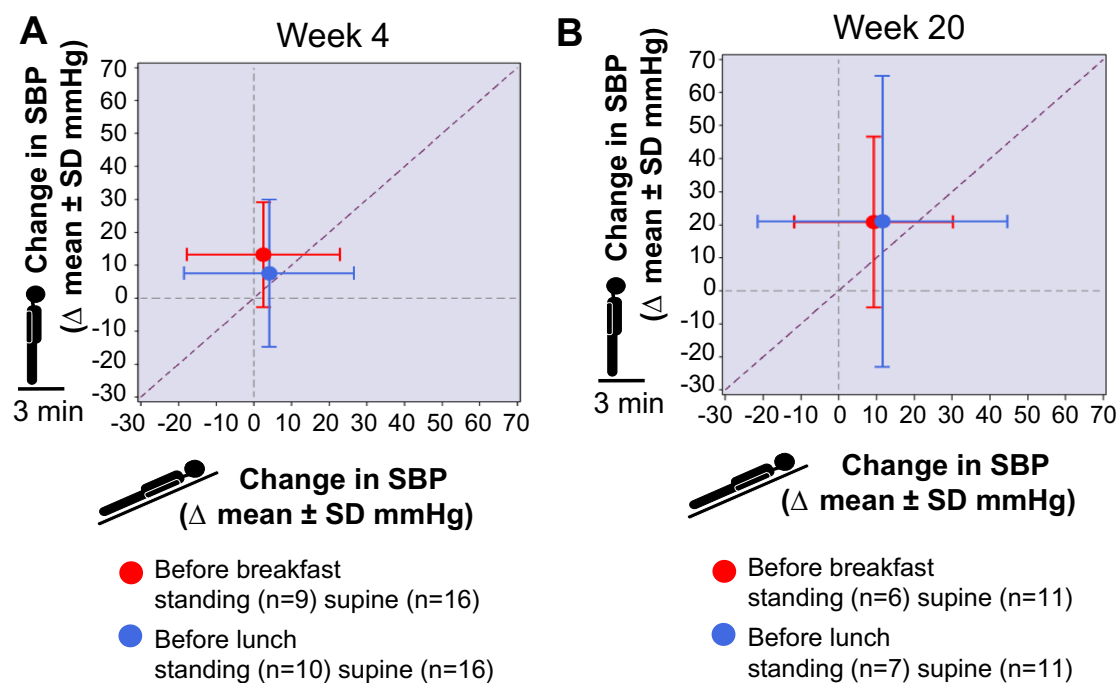 A
Week 4
Change in SBP
(Δ mean ± SD mmHg)
70
60
50
40
30
20
10
0
-10
-20
-30
3 min
-30 -20 -10 0 10 20 30 40 50 60 70
Change in SBP
(Δ mean ± SD mmHg)
Before breakfast
standing (n=9) supine (n=16)
Before lunch
standing (n=10) supine (n=16)
B
Week 20
Change in SBP
(Δ mean ± SD mmHg)
70
60
50
40
30
20
10
0
-10
-20
-30
3 min
-30 -20 -10 0 10 20 30 40 50 60 70
Change in SBP
(Δ mean ± SD mmHg)
Before breakfast
standing (n=6) supine (n=11)
Before lunch
standing (n=7) supine (n=11)